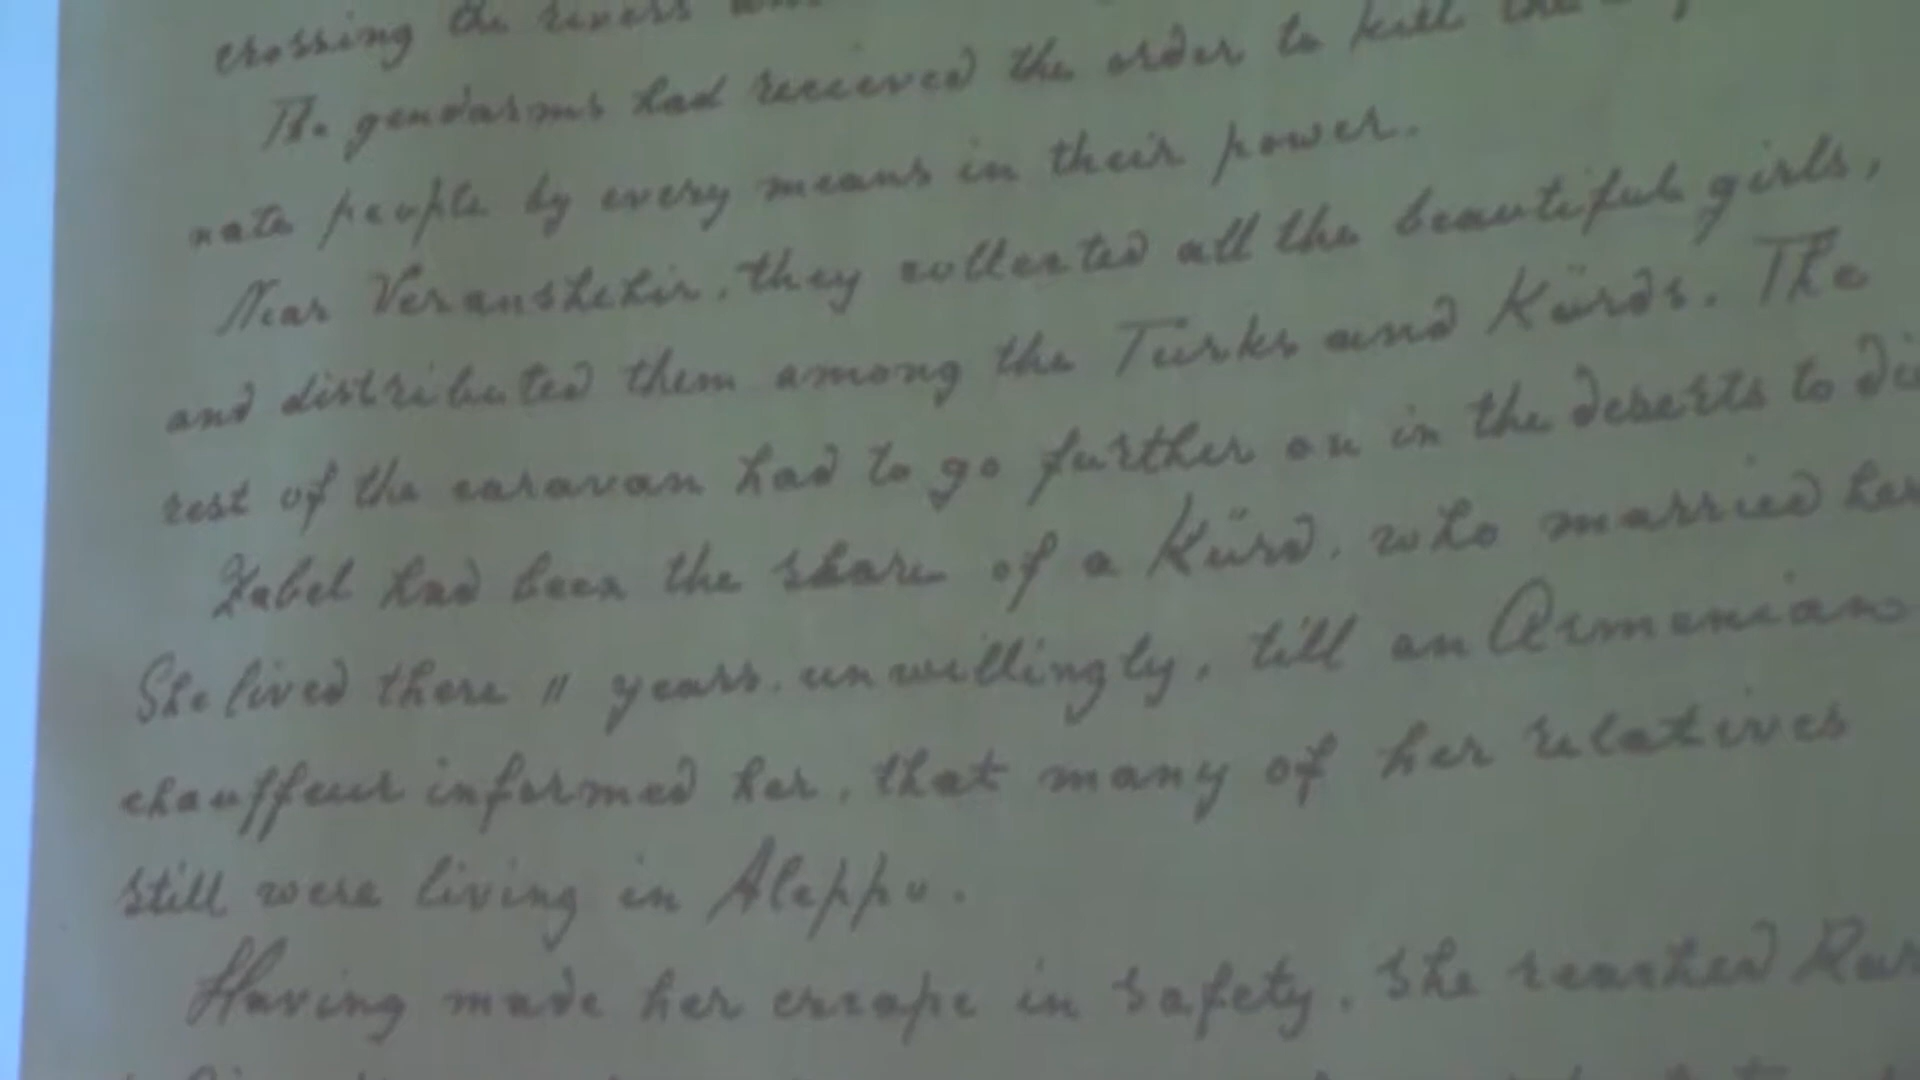 crossing the rivers
The gendarms had received the order to kill the
nate people by every means in their power.
Near Veranshehir, they collected all the beautiful girls,
and distributed them among the Turks and Kürds. The
rest of the caravan had to go further on in the deserts to die
Zabel had been the share of a Kürd, who married her
She lived there 11 years, unwillingly, till an Armenian
chauffeur informed her, that many of her relatives
still were living in Aleppo.
Having made her escape in safety, she reached